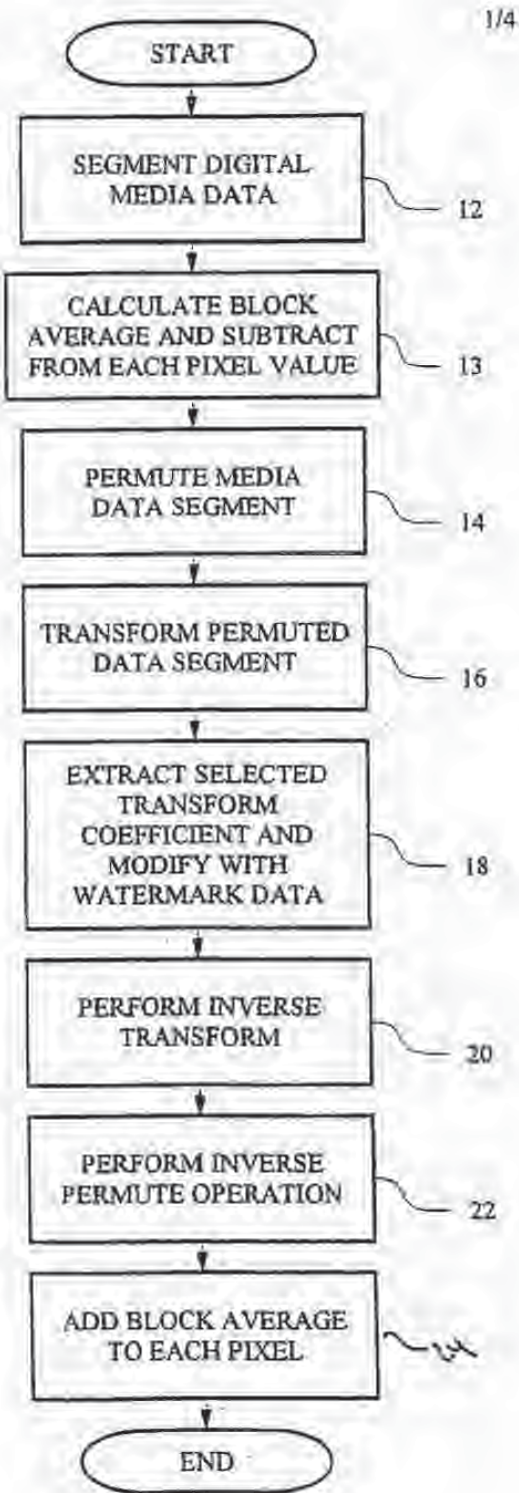 1/4
START
SEGMENT DIGITAL
MEDIA DATA
12
CALCULATE BLOCK
AVERAGE AND SUBTRACT
FROM EACH PIXEL VALUE
13
PERMUTE MEDIA
DATA SEGMENT
14
TRANSFORM PERMUTED
DATA SEGMENT
16
EXTRACT SELECTED
TRANSFORM
COEFFICIENT AND
MODIFY WITH
WATERMARK DATA
18
PERFORM INVERSE
TRANSFORM
20
PERFORM INVERSE
PERMUTE OPERATION
22
ADD BLOCK AVERAGE
TO EACH PIXEL
24
END